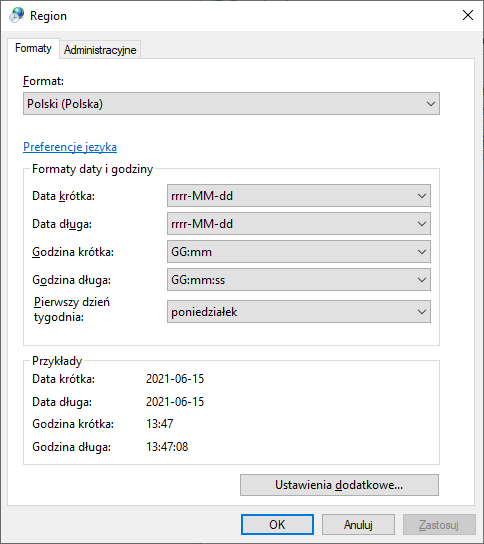 Region
Formaty Administracyjne
Format:
Polski (Polska)
Preferencje języka
Formaty daty i godziny
Data krótka: rrrr-MM-dd
Data długa: rrrr-MM-dd
Godzina krótka: GG:mm
Godzina długa: GG:mm:ss
Pierwszy dzień
tygodnia: poniedziałek
Przykłady
Data krótka: 2021-06-15
Data długa: 2021-06-15
Godzina krótka: 13:47
Godzina długa: 13:47:08
Ustawienia dodatkowe...
OK Anuluj Zastosuj